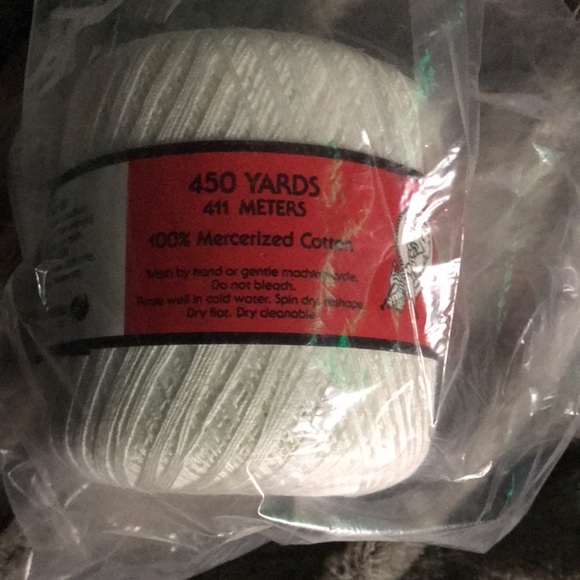 450 YARDS
411 METERS
100% Mercerized Cotton
Wash by hand or gentle machine cycle.
Do not bleach.
Rinse well in cold water. Spin dry, reshape.
Dry flat. Dry cleanable.